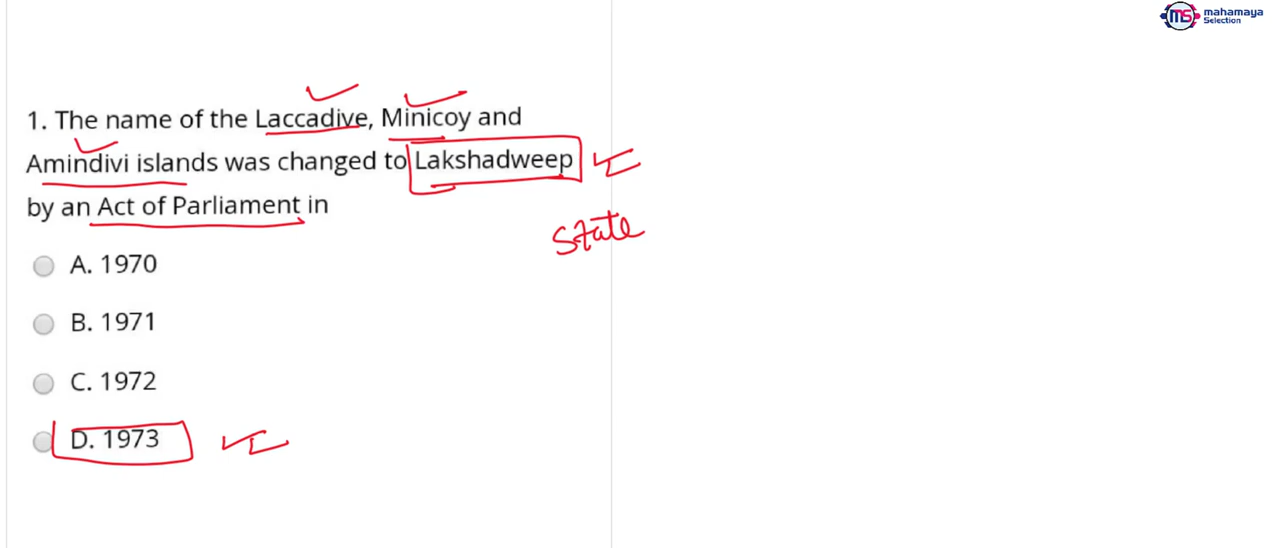 mahamaya
Selection
1. The name of the Laccadive, Minicoy and
Amindivi islands was changed to Lakshadweep
by an Act of Parliament in
State
A. 1970
B. 1971
C. 1972
D. 1973